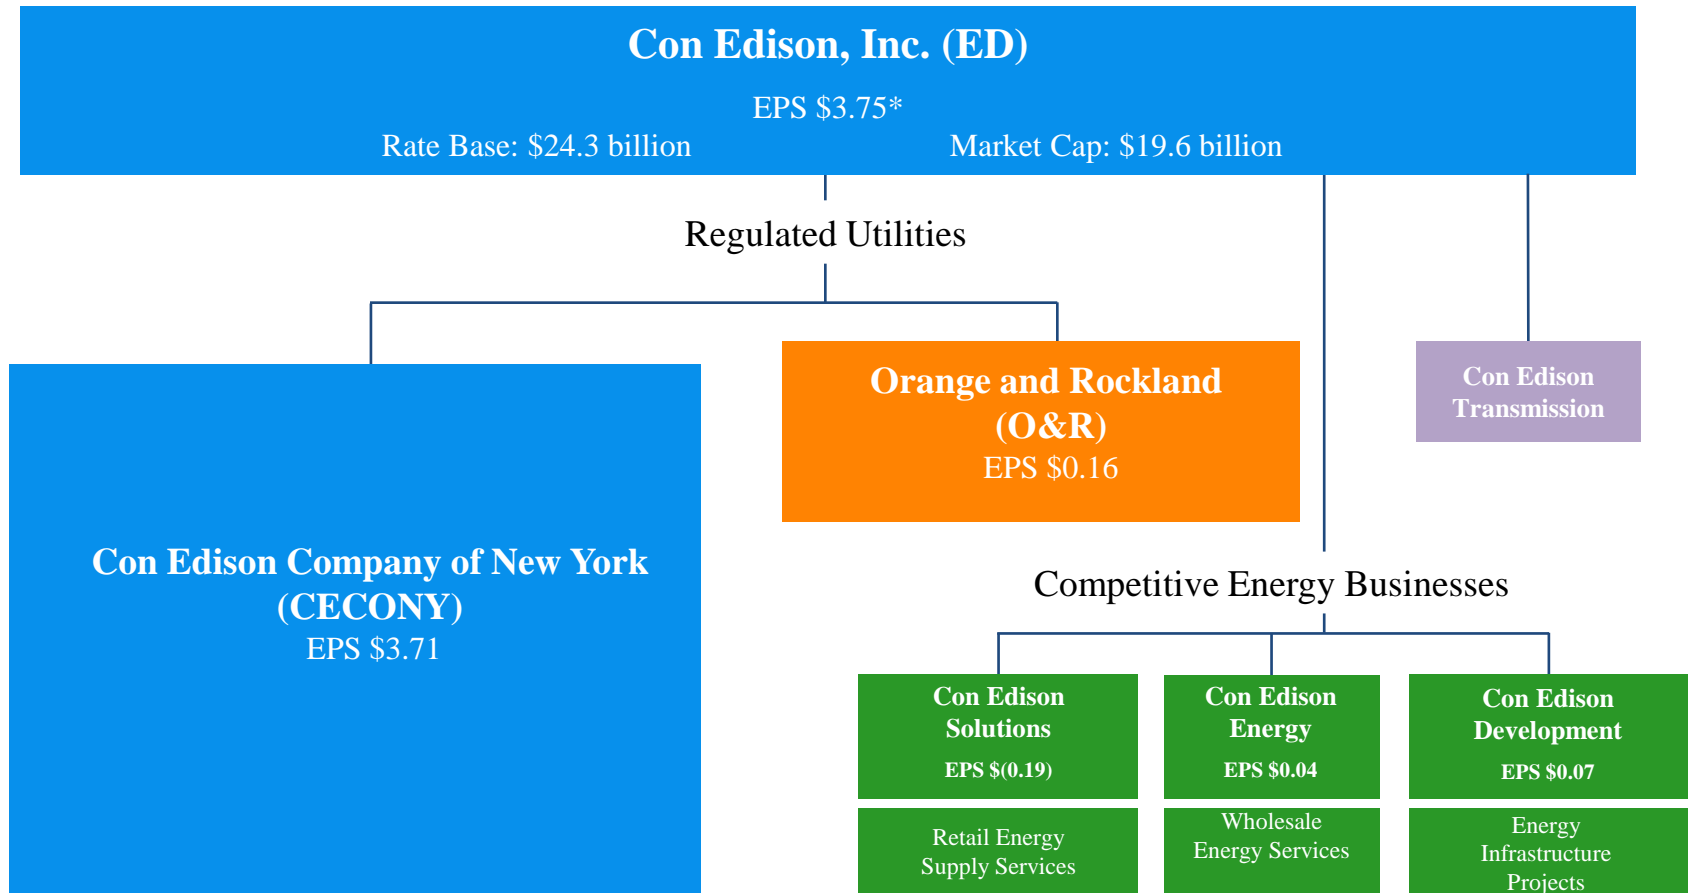 Con Edison, Inc. (ED)
EPS $3.75*
Rate Base: $24.3 billion
Market Cap: $19.6 billion
Regulated Utilities
Con Edison Company of New York
(CECONY)
EPS $3.71
Orange and Rockland
(O&R)
EPS $0.16
Con Edison
Transmission
Competitive Energy Businesses
Con Edison
Solutions
EPS $(0.19)
Retail Energy
Supply Services
Con Edison
Energy
EPS $0.04
Wholesale
Energy Services
Con Edison
Development
EPS $0.07
Energy
Infrastructure
Projects